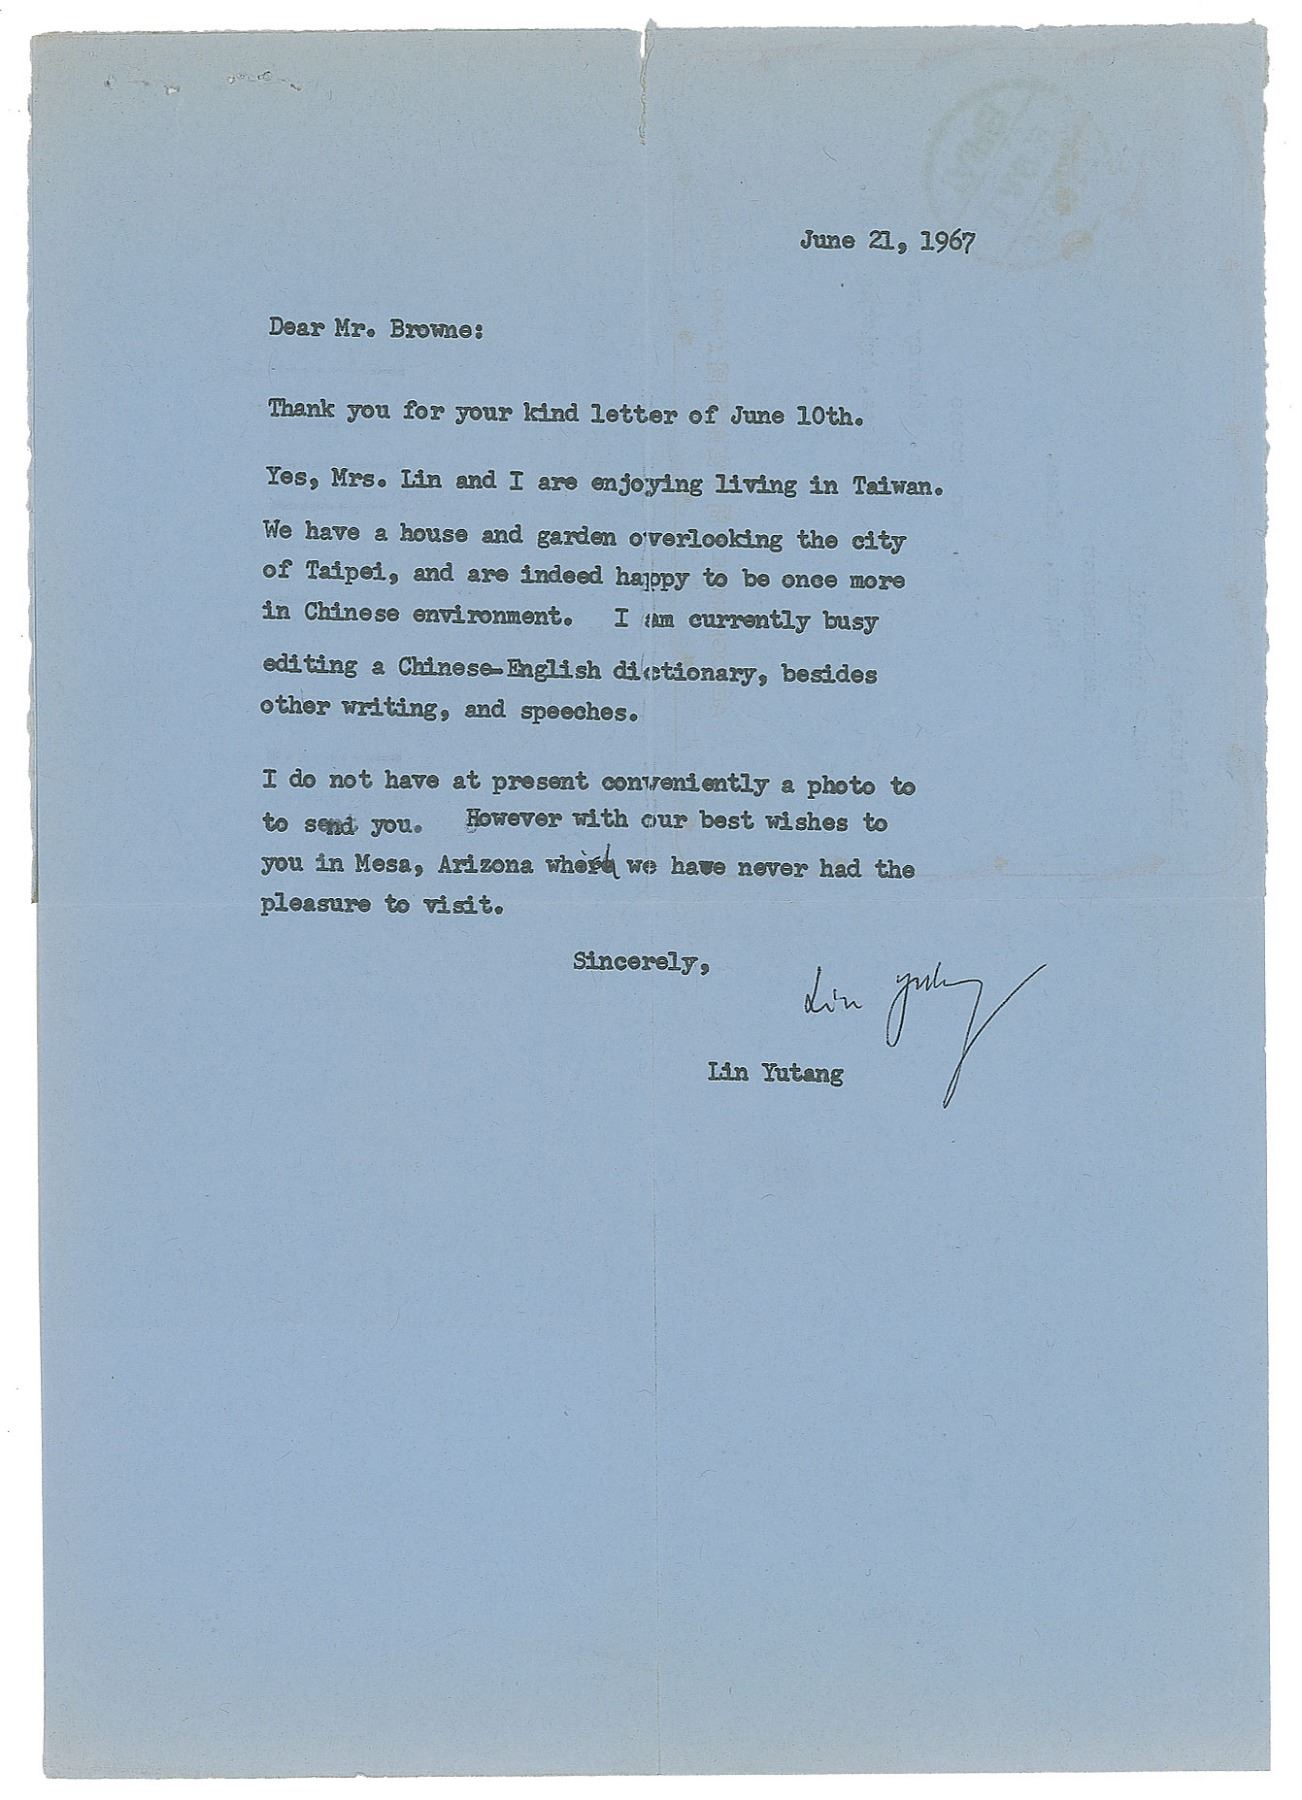 June 21, 1967
Dear Mr. Browne:
Thank you for your kind letter of June 10th.
Yes, Mrs. Lin and I are enjoying living in Taiwan.
We have a house and garden overlooking the city
of Taipei, and are indeed happy to be once more
in Chinese environment. I am currently busy
editing a Chinese-English dictionary, besides
other writing, and speeches.
I do not have at present conveniently a photo to
to send you. However with our best wishes to
you in Mesa, Arizona we have never had the
pleasure to visit.
Sincerely,
Lin Yutang
Lin Yutang